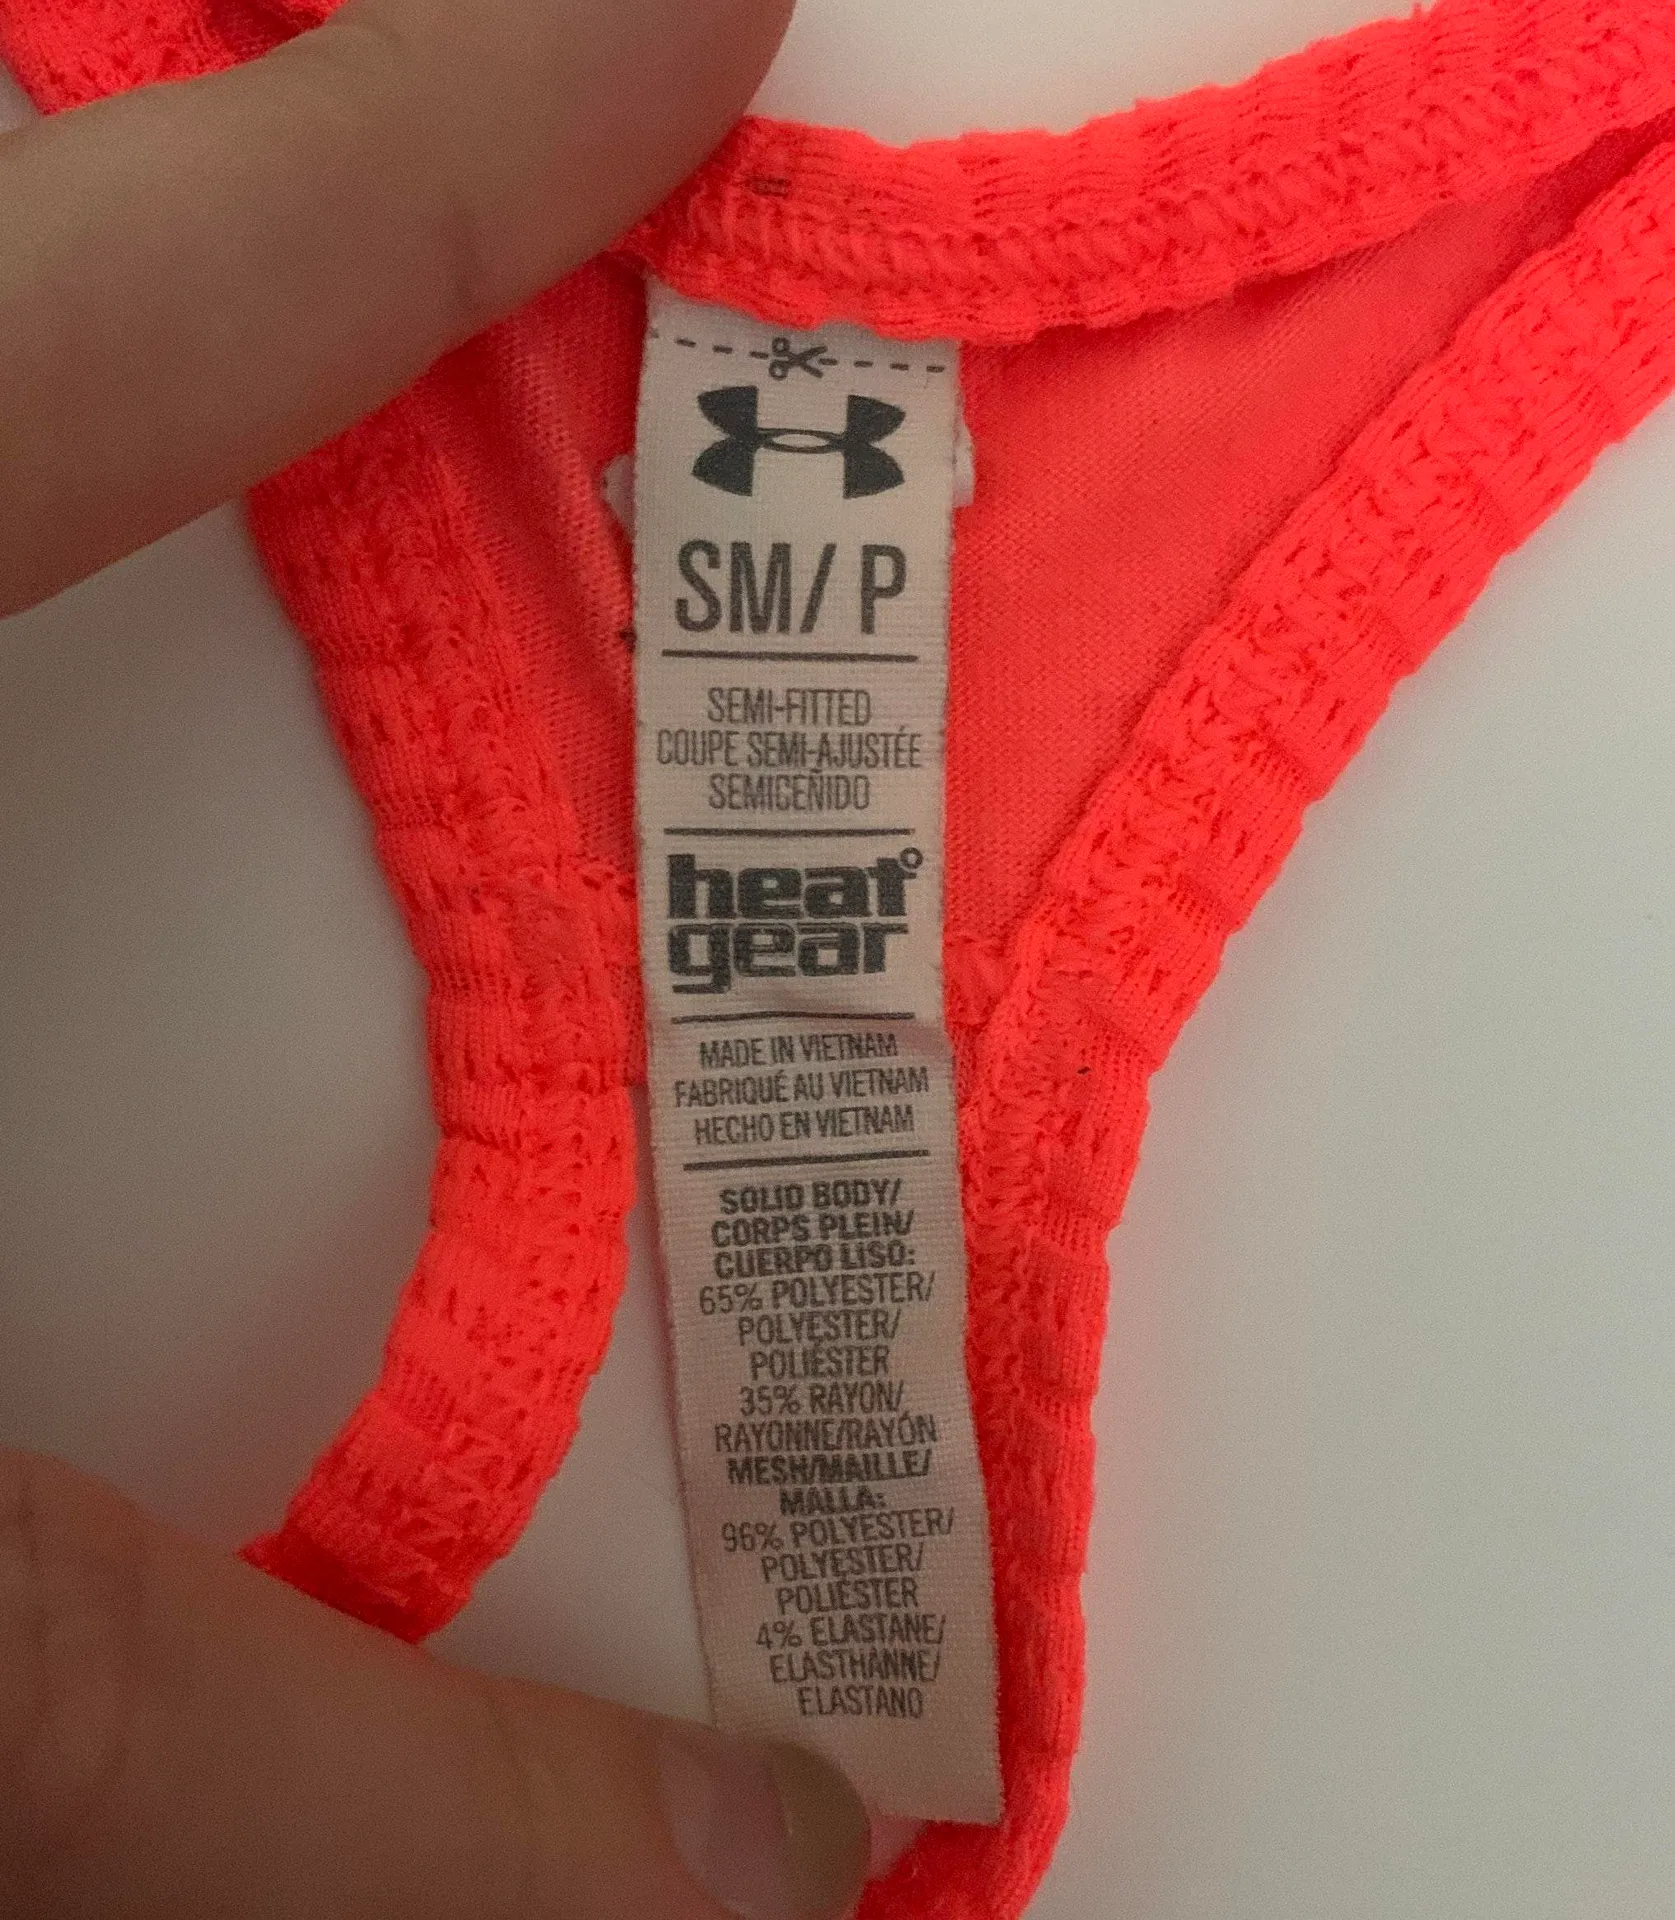 SM/ P
SEMI-FITTED
COUPE SEMI-AJUSTÉE
SEMICEÑIDO
heat
gear
MADE IN VIETNAM
FABRIQUÉ AU VIETNAM
HECHO EN VIETNAM
SOLID BODY/
CORPS PLEIN/
CUERPO LISO:
65% POLYESTER/
POLYESTER/
POLIÉSTER
35% RAYON/
RAYONNE/RAYÓN
MESH/MAILLE/
MALLA:
96% POLYESTER/
POLYESTER/
POLIÉSTER
4% ELASTANE/
ELASTHANNE/
ELASTANO